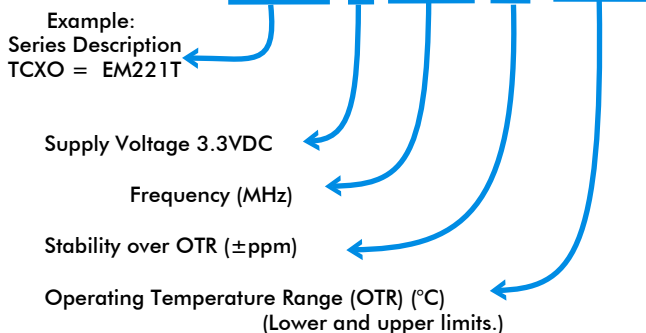 Example:
Series Description
TCXO = EM221T
Supply Voltage 3.3VDC
Frequency (MHz)
Stability over OTR (±ppm)
Operating Temperature Range (OTR) (°C)
(Lower and upper limits.)